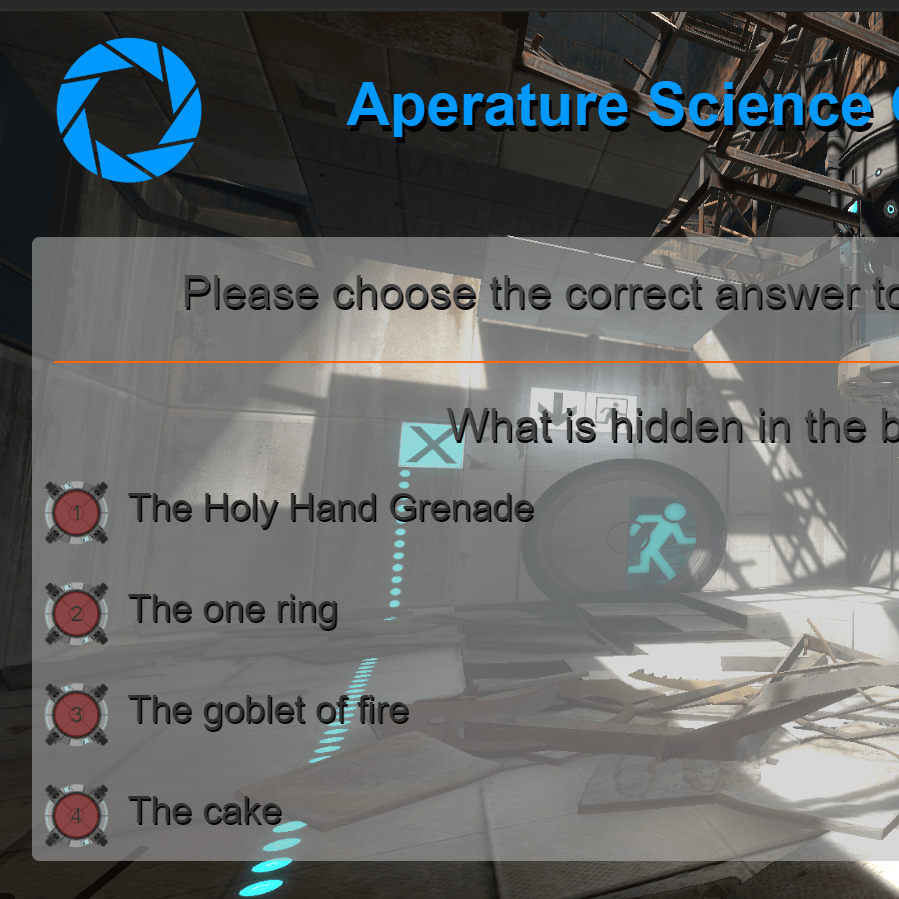 Aperature Science
Please choose the correct answer to
What is hidden in the
1 The Holy Hand Grenade
2 The one ring
3 The goblet of fire
4 The cake